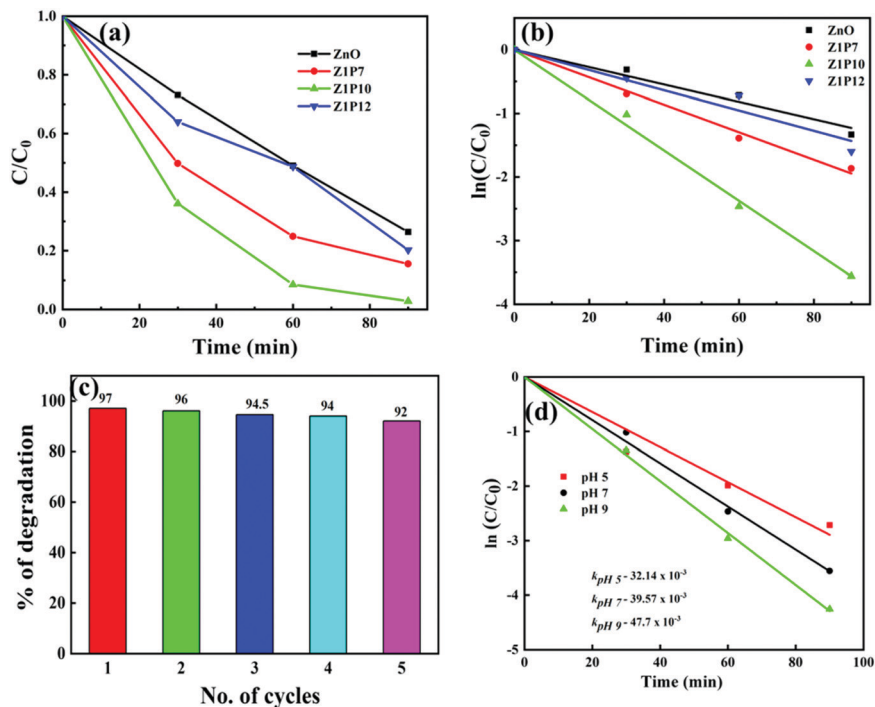 (a)
ZnO
Z1P7
Z1P10
Z1P12
C/C0
1.0
0.8
0.6
0.4
0.2
0.0
0 20 40 60 80
Time (min)
(b)
ZnO
Z1P7
Z1P10
Z1P12
ln(C/C0)
0
-1
-2
-3
-4
0 20 40 60 80
Time (min)
(c)
97 96 94.5 94 92
% of degradation
100
80
60
40
20
0
1 2 3 4 5
No. of cycles
(d)
pH 5
pH 7
pH 9
k pH 5 - 32.14 x 10-3
k pH 7 - 39.57 x 10-3
k pH 9 - 47.7 x 10-3
ln (C/C0)
0
-1
-2
-3
-4
-5
0 20 40 60 80 100
Time (min)